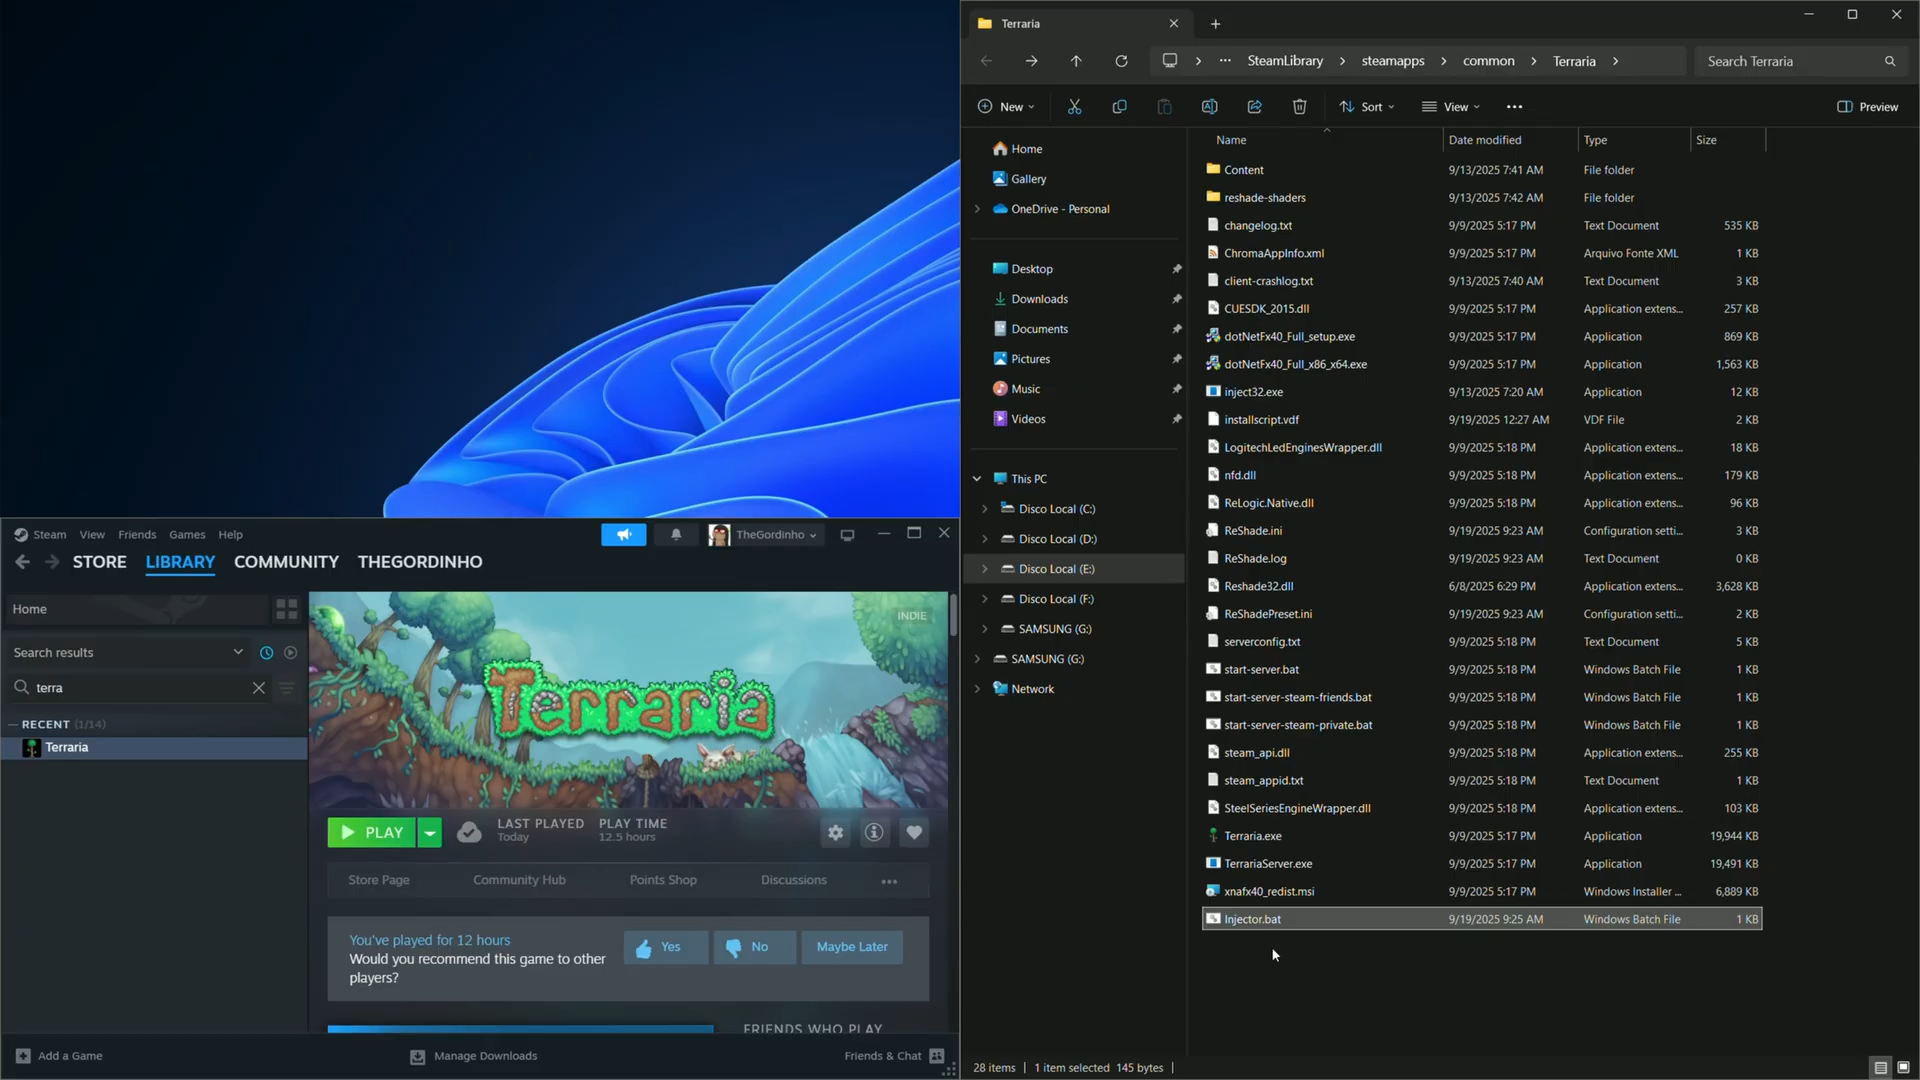 Terraria
SteamLibrary
steamapps
common
Terraria
Search Terraria
New
Sort
View
Preview
Name
Date modified
Type
Size
Home
Gallery
OneDrive - Personal
Desktop
Downloads
Documents
Pictures
Music
Videos
This PC
Disco Local (C:)
Disco Local (D:)
Disco Local (E:)
Disco Local (F:)
SAMSUNG (G:)
SAMSUNG (G:)
Network
Content 9/13/2025 7:41 AM File folder
reshade-shaders 9/13/2025 7:42 AM File folder
changelog.txt 9/9/2025 5:17 PM Text Document 535 KB
ChromaAppInfo.xml 9/9/2025 5:17 PM Arquivo Fonte XML 1 KB
client-crashlog.txt 9/13/2025 7:40 AM Text Document 3 KB
CUESDK_2015.dll 9/9/2025 5:17 PM Application extens... 257 KB
dotNetFx40_Full_setup.exe 9/9/2025 5:17 PM Application 869 KB
dotNetFx40_Full_x86_x64.exe 9/9/2025 5:17 PM Application 1,563 KB
inject32.exe 9/13/2025 7:20 AM Application 12 KB
installscript.vdf 9/19/2025 12:27 AM VDF File 2 KB
LogitechLedEnginesWrapper.dll 9/9/2025 5:18 PM Application extens... 18 KB
nfd.dll 9/9/2025 5:18 PM Application extens... 179 KB
ReLogic.Native.dll 9/9/2025 5:18 PM Application extens... 96 KB
ReShade.ini 9/19/2025 9:23 AM Configuration setti... 3 KB
ReShade.log 9/19/2025 9:23 AM Text Document 0 KB
Reshade32.dll 6/8/2025 6:29 PM Application extens... 3,628 KB
ReShadePreset.ini 9/19/2025 9:23 AM Configuration setti... 2 KB
serverconfig.txt 9/9/2025 5:18 PM Text Document 5 KB
start-server.bat 9/9/2025 5:18 PM Windows Batch File 1 KB
start-server-steam-friends.bat 9/9/2025 5:18 PM Windows Batch File 1 KB
start-server-steam-private.bat 9/9/2025 5:18 PM Windows Batch File 1 KB
steam_api.dll 9/9/2025 5:18 PM Application extens... 255 KB
steam_appid.txt 9/9/2025 5:18 PM Text Document 1 KB
SteelSeriesEngineWrapper.dll 9/9/2025 5:18 PM Application extens... 103 KB
Terraria.exe 9/9/2025 5:17 PM Application 19,944 KB
TerrariaServer.exe 9/9/2025 5:17 PM Application 19,491 KB
xnafx40_redist.msi 9/9/2025 5:17 PM Windows Installer ... 6,889 KB
Injector.bat 9/19/2025 9:25 AM Windows Batch File 1 KB
28 items
1 item selected 145 bytes
Steam View Friends Games Help
TheGordinho
STORE LIBRARY COMMUNITY THEGORDINHO
Home
Search results
terra
RECENT (1/14)
Terraria
INDIE
Terraria
PLAY
LAST PLAYED
Today
PLAY TIME
12.5 hours
Store Page Community Hub Points Shop Discussions
You've played for 12 hours
Would you recommend this game to other
players?
Yes
No
Maybe Later
FRIENDS WHO PLAY
Add a Game
Manage Downloads
Friends & Chat